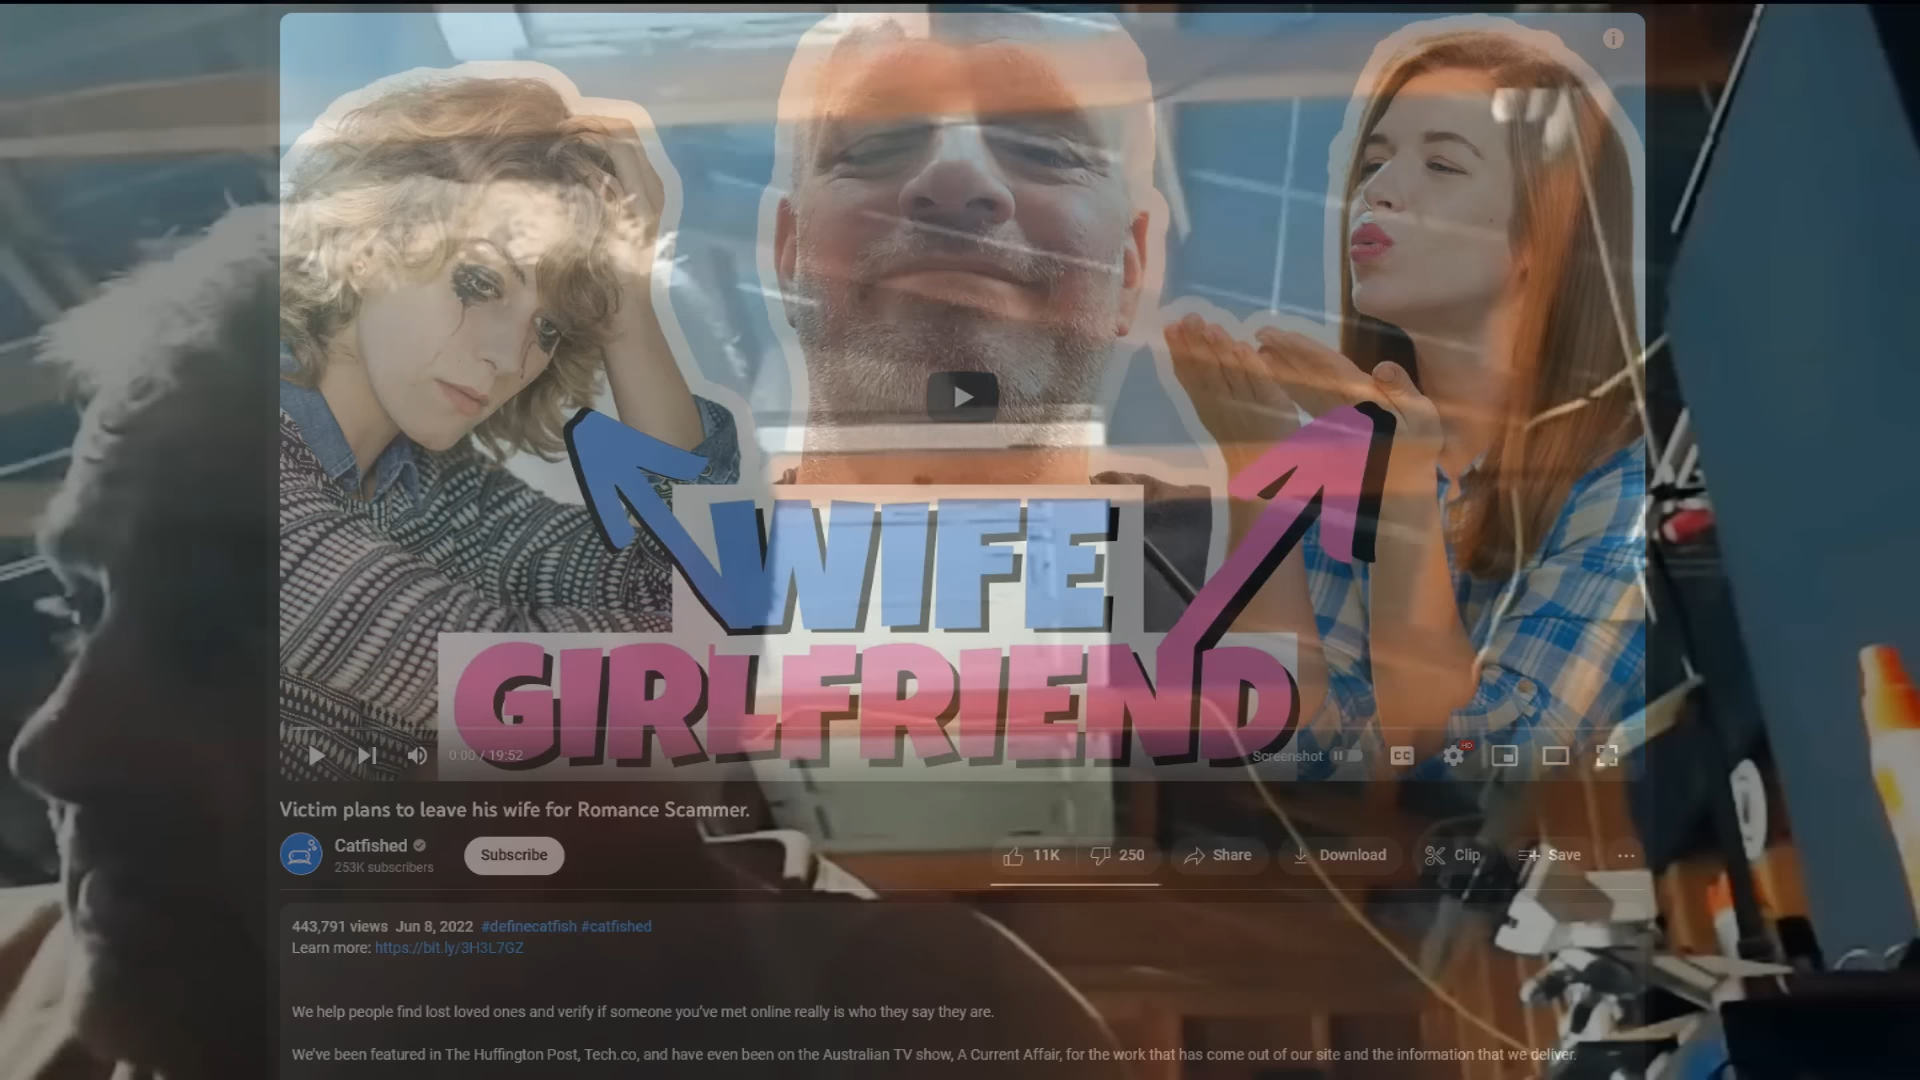 WIFE
GIRLFRIEND
0:00 / 19:52
Screenshot
CC
HD
Victim plans to leave his wife for Romance Scammer.
Catfished
253K subscribers
Subscribe
11K
250
Share
Download
Clip
Save
443,791 views Jun 8, 2022 #definecatfish #catfished
Learn more: https://bit.ly/3H3L7GZ
We help people find lost loved ones and verify if someone you've met online really is who they say they are.
We've been featured in The Huffington Post, Tech.co, and have even been on the Australian TV show, A Current Affair, for the work that has come out of our site and the information that we deliver.